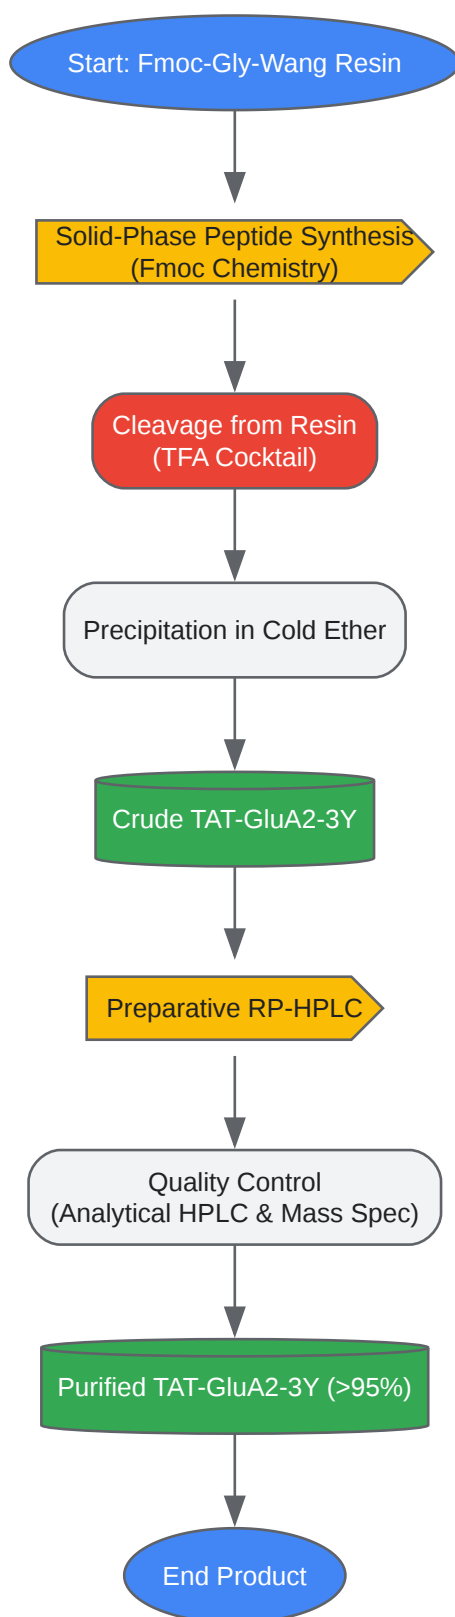 Start: Fmoc-Gly-Wang Resin
Solid-Phase Peptide Synthesis
(Fmoc Chemistry)
Cleavage from Resin
(TFA Cocktail)
Precipitation in Cold Ether
Crude TAT-GluA2-3Y
Preparative RP-HPLC
Quality Control
(Analytical HPLC & Mass Spec)
Purified TAT-GluA2-3Y (>95%)
End Product